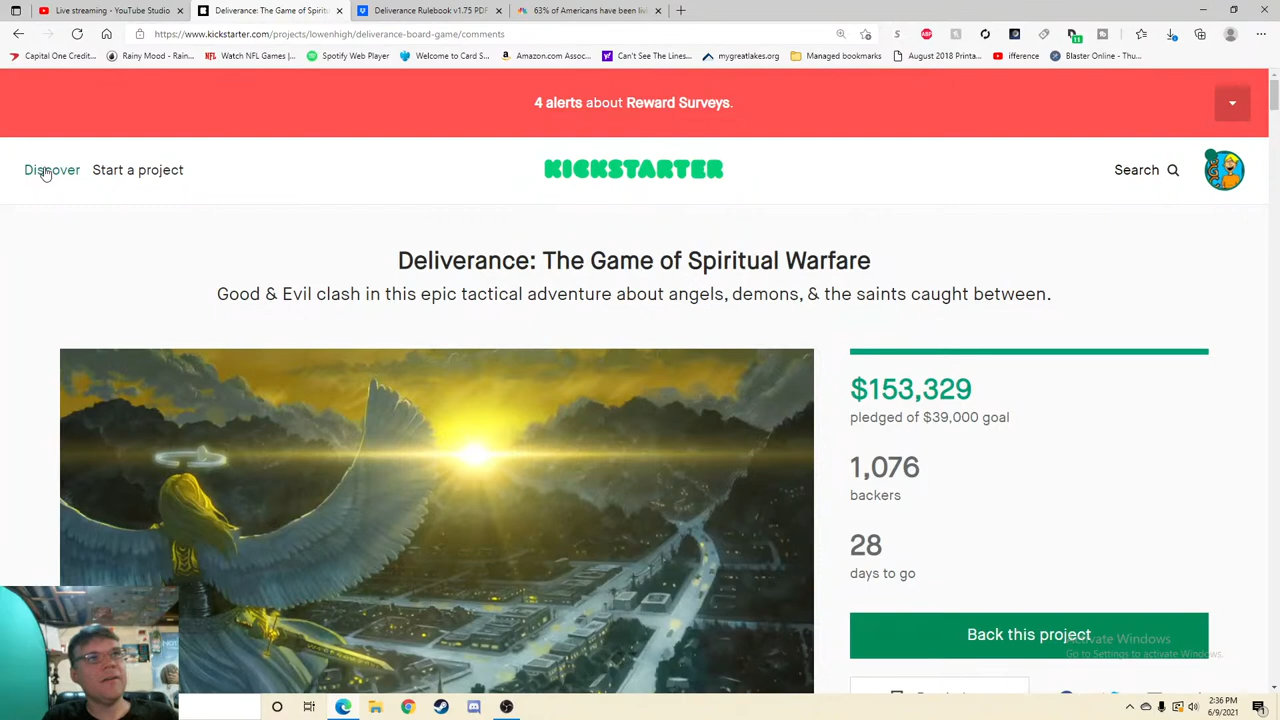 Live streaming - YouTube Studio
Deliverance: The Game of Spiritu
Deliverance Rulebook v1.75 PDF
63% of Americans have been livi
https://www.kickstarter.com/projects/lowenhigh/deliverance-board-game/comments
Capital One Credit...
Rainy Mood - Rain...
Watch NFL Games |...
Spotify Web Player
Welcome to Card S...
Amazon.com Assoc...
Can't See The Lines...
mygreatlakes.org
Managed bookmarks
August 2018 Printa...
ifference
Blaster Online - Thu...
4 alerts about Reward Surveys.
Discover
Start a project
KICKSTARTER
Search
Deliverance: The Game of Spiritual Warfare
Good & Evil clash in this epic tactical adventure about angels, demons, & the saints caught between.
$153,329
pledged of $39,000 goal
1,076
backers
28
days to go
Back this project
Activate Windows
Go to Settings to activate Windows.
2:36 PM
6/9/2021